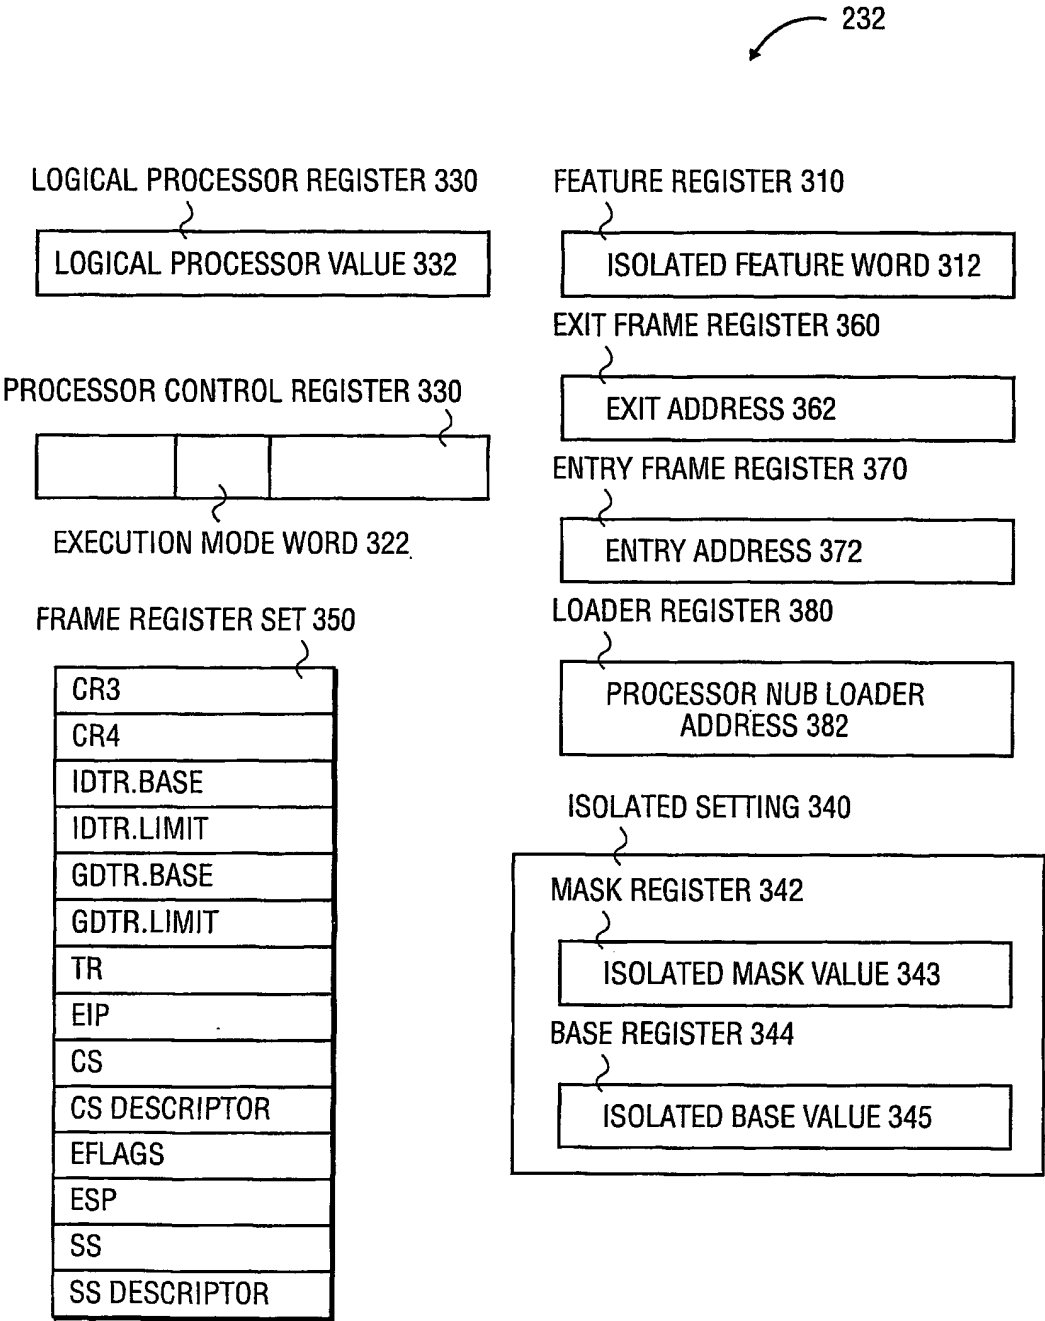 232
LOGICAL PROCESSOR REGISTER 330
LOGICAL PROCESSOR VALUE 332
PROCESSOR CONTROL REGISTER 330
EXECUTION MODE WORD 322
FRAME REGISTER SET 350
CR3
CR4
IDTR.BASE
IDTR.LIMIT
GDTR.BASE
GDTR.LIMIT
TR
EIP
CS
CS DESCRIPTOR
EFLAGS
ESP
SS
SS DESCRIPTOR
FEATURE REGISTER 310
ISOLATED FEATURE WORD 312
EXIT FRAME REGISTER 360
EXIT ADDRESS 362
ENTRY FRAME REGISTER 370
ENTRY ADDRESS 372
LOADER REGISTER 380
PROCESSOR NUB LOADER
ADDRESS 382
ISOLATED SETTING 340
MASK REGISTER 342
ISOLATED MASK VALUE 343
BASE REGISTER 344
ISOLATED BASE VALUE 345